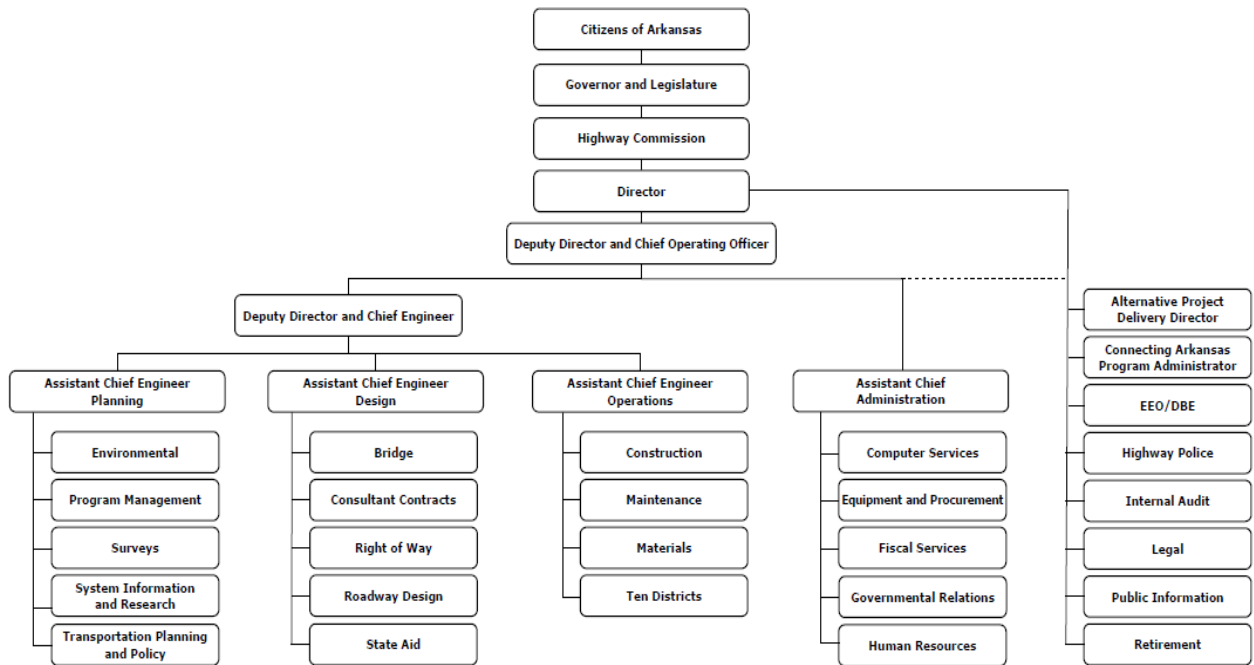 Citizens of Arkansas
Governor and Legislature
Highway Commission
Director
Deputy Director and Chief Operating Officer
Deputy Director and Chief Engineer
Assistant Chief Engineer
Planning
Environmental
Program Management
Surveys
System Information
and Research
Transportation Planning
and Policy
Assistant Chief Engineer
Design
Bridge
Consultant Contracts
Right of Way
Roadway Design
State Aid
Assistant Chief Engineer
Operations
Construction
Maintenance
Materials
Ten Districts
Assistant Chief
Administration
Computer Services
Equipment and Procurement
Fiscal Services
Governmental Relations
Human Resources
Alternative Project
Delivery Director
Connecting Arkansas
Program Administrator
EEO/DBE
Highway Police
Internal Audit
Legal
Public Information
Retirement